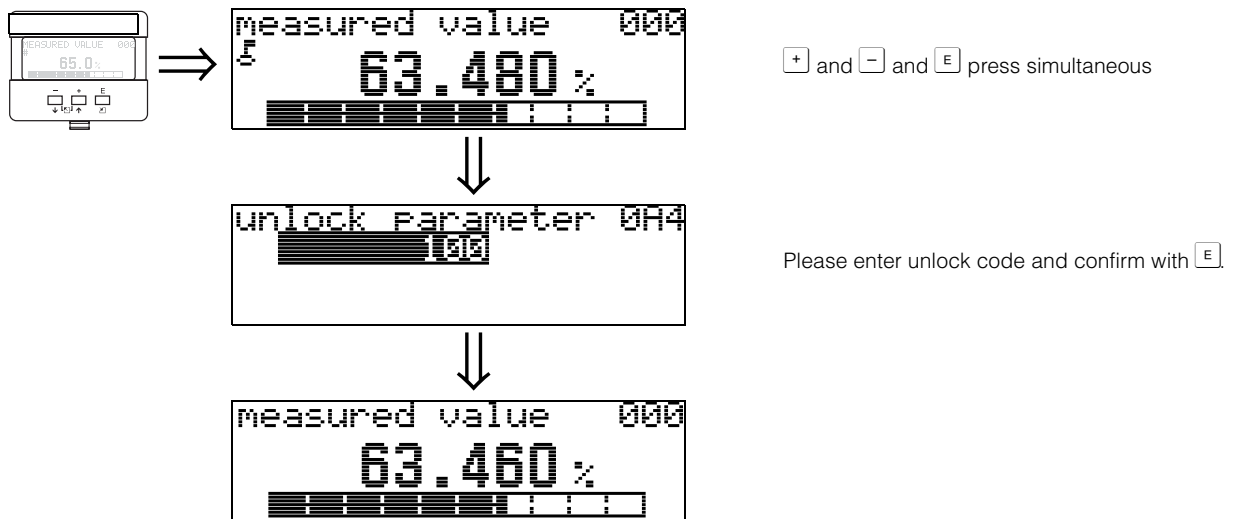 MEASURED VALUE 000
#
65.0 %
- + E
measured value 000
63.480 %
+ and - and E press simultaneous
unlock parameter 0A4
100
Please enter unlock code and confirm with E.
measured value 000
63.460 %